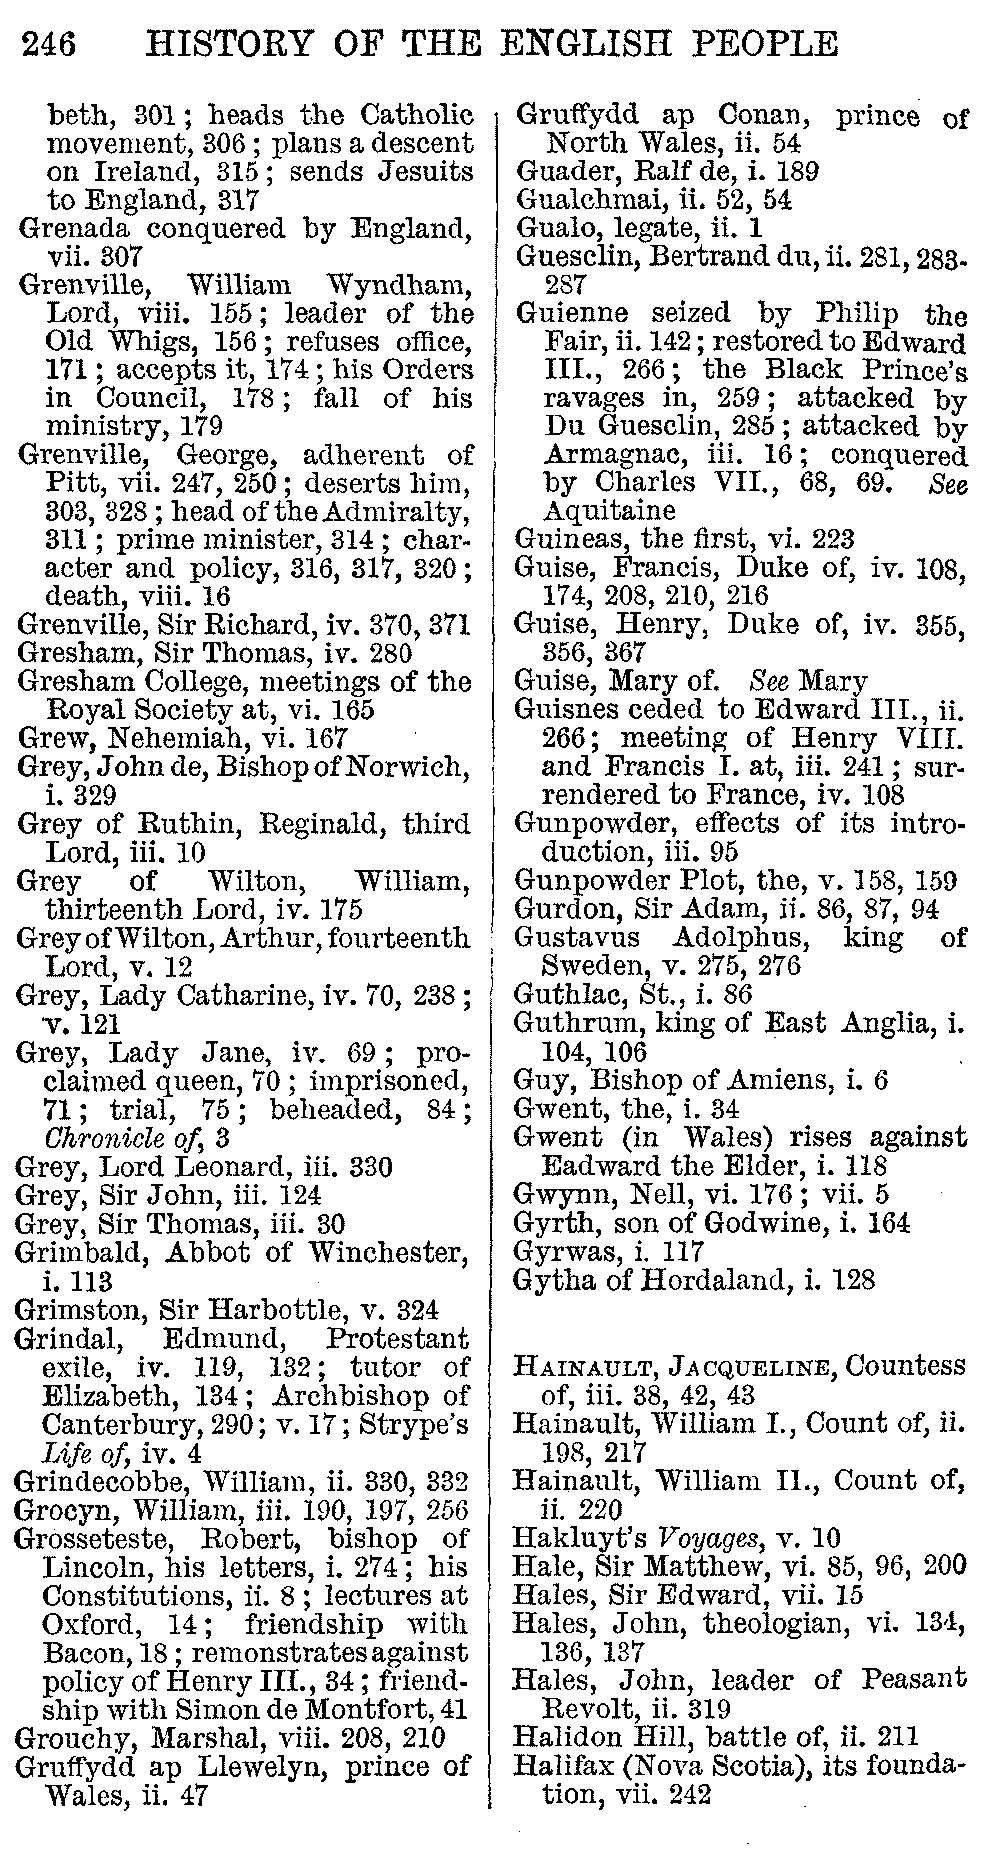 246 HISTORY OF THE ENGLISH PEOPLE
beth, 301; heads the Catholic
movement, 306; plans a descent
on Ireland, 315; sends Jesuits
to England, 317
Grenada conquered by England,
vii. 307
Grenville, William Wyndham,
Lord, viii. 155; leader of the
Old Whigs, 156; refuses office,
171; accepts it, 174; his Orders
in Council, 178; fall of his
ministry, 179
Grenville, George, adherent of
Pitt, vii. 247, 250; deserts him,
303, 328; head of the Admiralty,
311; prime minister, 314; char-
acter and policy, 316, 317, 320;
death, viii. 16
Grenville, Sir Richard, iv. 370, 371
Gresham, Sir Thomas, iv. 280
Gresham College, meetings of the
Royal Society at, vi. 165
Grew, Nehemiah, vi. 167
Grey, John de, Bishop of Norwich,
i. 329
Grey of Ruthin, Reginald, third
Lord, iii. 10
Grey of Wilton, William,
thirteenth Lord, iv. 175
Grey of Wilton, Arthur, fourteenth
Lord, v. 12
Grey, Lady Catharine, iv. 70, 238;
v. 121
Grey, Lady Jane, iv. 69; pro-
claimed queen, 70; imprisoned,
71; trial, 75; beheaded, 84;
Chronicle of, 3
Grey, Lord Leonard, iii. 330
Grey, Sir John, iii. 124
Grey, Sir Thomas, iii. 30
Grimbald, Abbot of Winchester,
i. 113
Grimston, Sir Harbottle, v. 324
Grindal, Edmund, Protestant
exile, iv. 119, 132; tutor of
Elizabeth, 134; Archbishop of
Canterbury, 290; v. 17; Strype's
Life of, iv. 4
Grindecobbe, William, ii. 330, 332
Grocyn, William, iii. 190, 197, 256
Grosseteste, Robert, bishop of
Lincoln, his letters, i. 274; his
Constitutions, ii. 8; lectures at
Oxford, 14; friendship with
Bacon, 18; remonstrates against
policy of Henry III., 34; friend-
ship with Simon de Montfort, 41
Grouchy, Marshal, viii. 208, 210
Gruffydd ap Llewelyn, prince of
Wales, ii. 47
Gruffydd ap Conan, prince of
North Wales, ii. 54
Guader, Ralf de, i. 189
Gualchmai, ii. 52, 54
Gualo, legate, ii. 1
Guesclin, Bertrand du, ii. 281, 283-
287
Guienne seized by Philip the
Fair, ii. 142; restored to Edward
III., 266; the Black Prince's
ravages in, 259; attacked by
Du Guesclin, 285; attacked by
Armagnac, iii. 16; conquered
by Charles VII., 68, 69. See
Aquitaine
Guineas, the first, vi. 223
Guise, Francis, Duke of, iv. 108,
174, 208, 210, 216
Guise, Henry, Duke of, iv. 355,
356, 367
Guise, Mary of. See Mary
Guisnes ceded to Edward III., ii.
266; meeting of Henry VIII.
and Francis I. at, iii. 241; sur-
rendered to France, iv. 108
Gunpowder, effects of its intro-
duction, iii. 95
Gunpowder Plot, the, v. 158, 159
Gurdon, Sir Adam, ii. 86, 87, 94
Gustavus Adolphus, king of
Sweden, v. 275, 276
Guthlac, St., i. 86
Guthrum, king of East Anglia, i.
104, 106
Guy, Bishop of Amiens, i. 6
Gwent, the, i. 34
Gwent (in Wales) rises against
Eadward the Elder, i. 118
Gwynn, Nell, vi. 176; vii. 5
Gyrth, son of Godwine, i. 164
Gyrwas, i. 117
Gytha of Hordaland, i. 128
HAINAULT, JACQUELINE, Countess
of, iii. 38, 42, 43
Hainault, William I., Count of, ii.
198, 217
Hainault, William II., Count of,
ii. 220
Hakluyt's Voyages, v. 10
Hale, Sir Matthew, vi. 85, 96, 200
Hales, Sir Edward, vii. 15
Hales, John, theologian, vi. 134,
136, 137
Hales, John, leader of Peasant
Revolt, ii. 319
Halidon Hill, battle of, ii. 211
Halifax (Nova Scotia), its founda-
tion, vii. 242